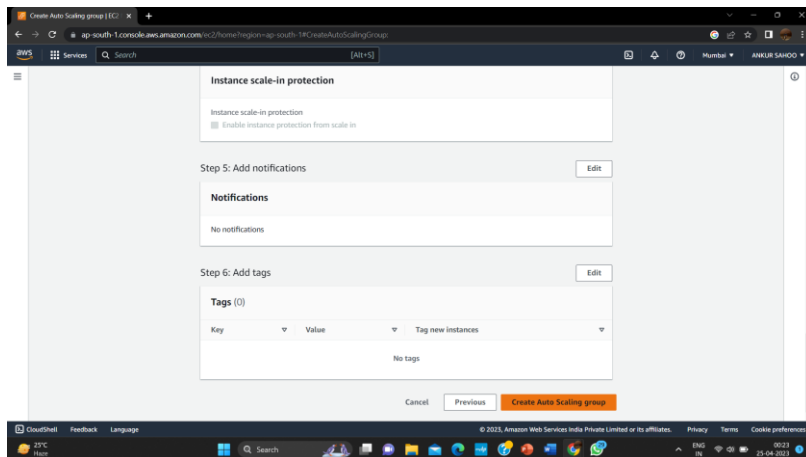 Create Auto Scaling group | EC2
ap-south-1.console.aws.amazon.com/ec2/home?region=ap-south-1#CreateAutoScalingGroup:
aws Services Search [Alt+S] Mumbai ANKUR SAHOO
Instance scale-in protection
Instance scale-in protection
Enable instance protection from scale in
Step 5: Add notifications Edit
Notifications
No notifications
Step 6: Add tags Edit
Tags (0)
Key Value Tag new instances
No tags
Cancel Previous Create Auto Scaling group
CloudShell Feedback Language © 2023, Amazon Web Services India Private Limited or its affiliates. Privacy Terms Cookie preferences
25°C Search ENG 00:23
Haze IN 25-04-2023